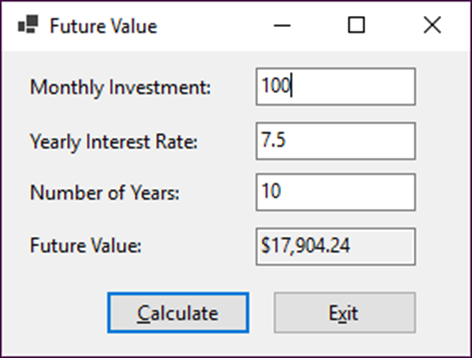 Future Value
Monthly Investment: 100
Yearly Interest Rate: 7.5
Number of Years: 10
Future Value: $17,904.24
Calculate Exit